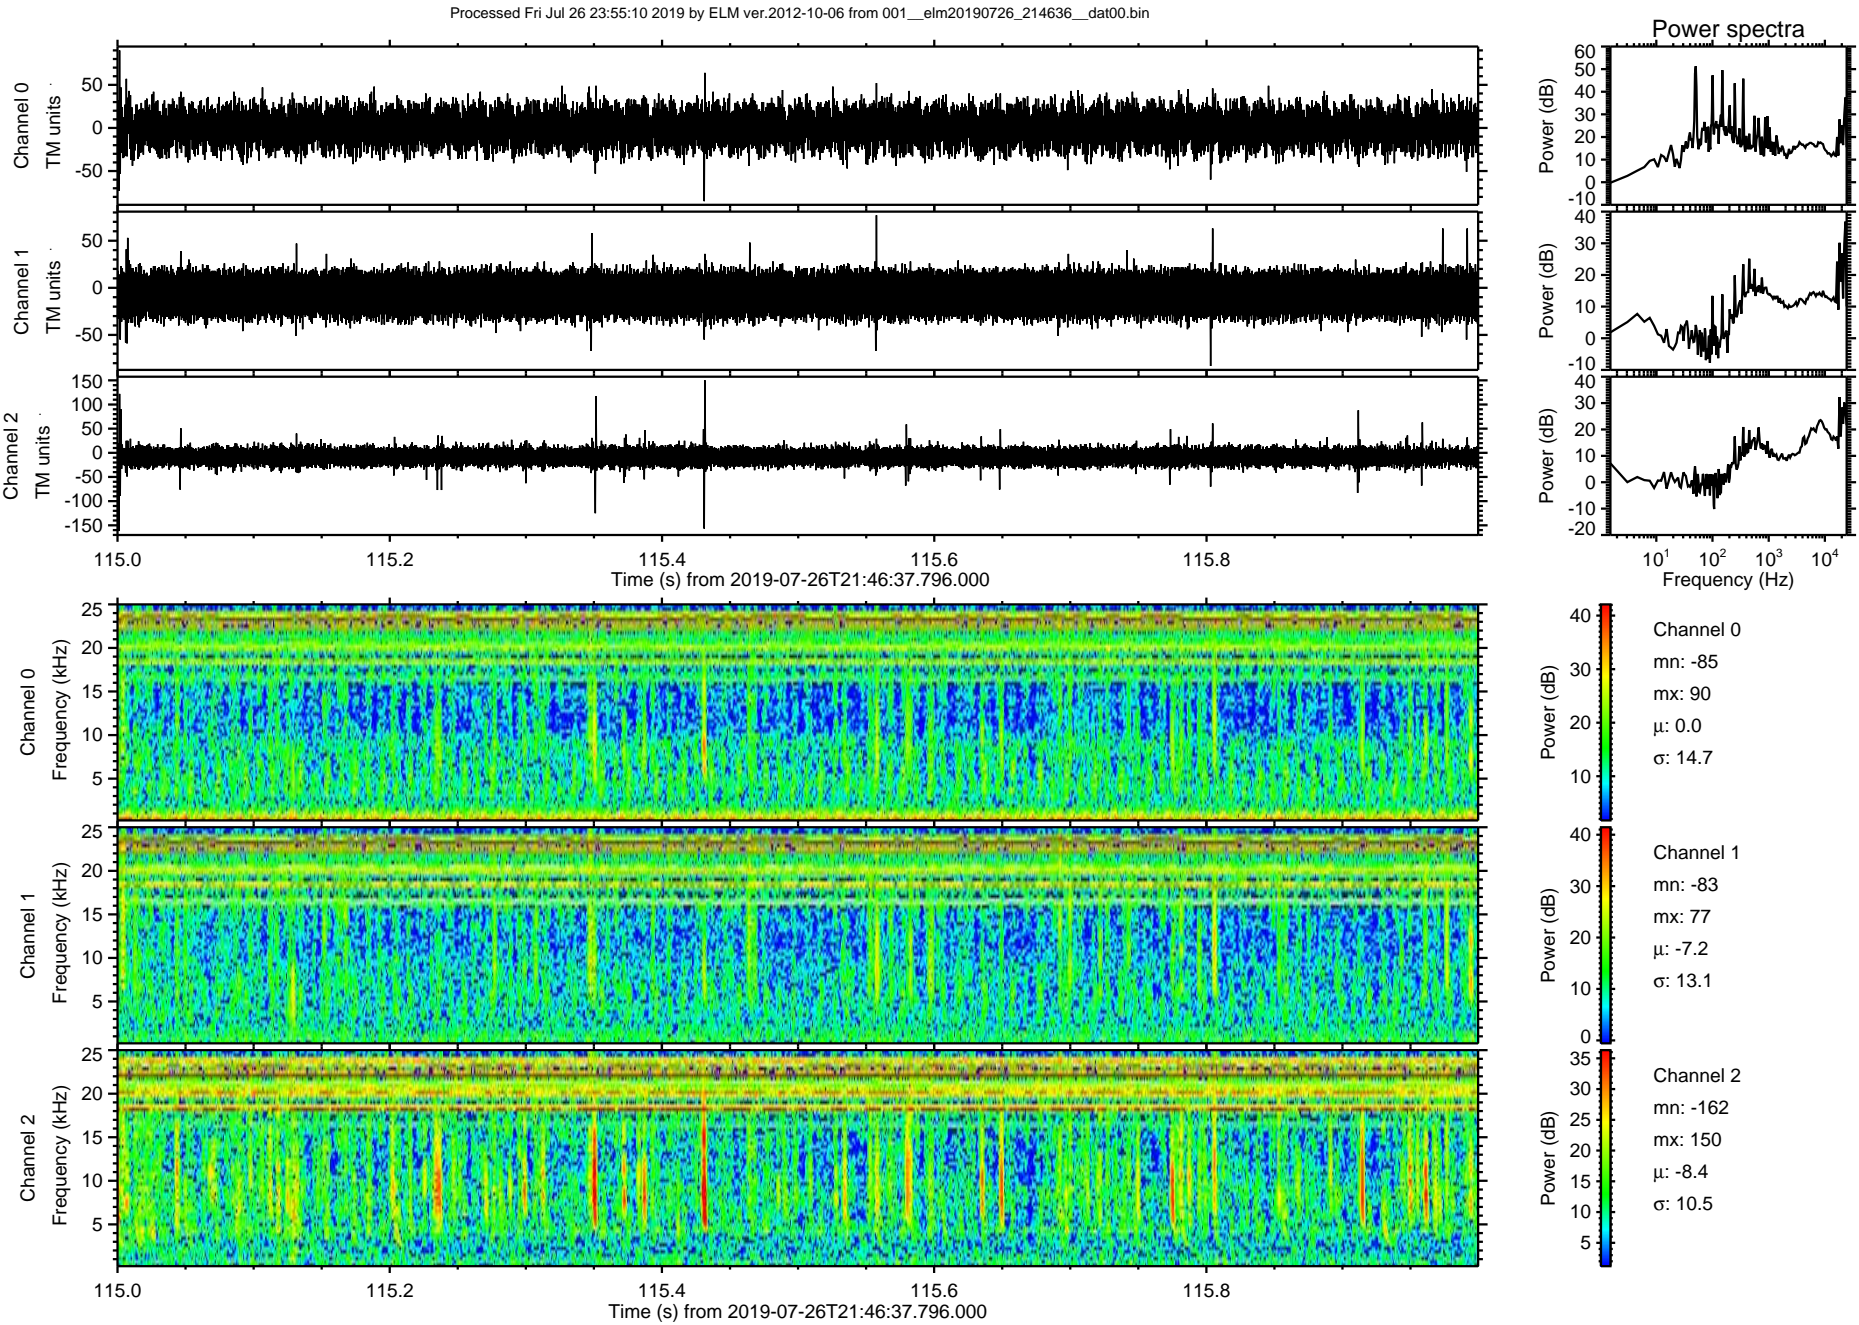 Processed Fri Jul 26 23:55:10 2019 by ELM ver.2012-10-06 from 001__elm20190726_214636__dat00.bin
Power spectra
Channel 0
TM units
50
0
-50
Power (dB)
60
50
40
30
20
10
0
-10
Channel 1
TM units
50
0
-50
Power (dB)
40
30
20
10
0
-10
Channel 2
TM units
150
100
50
0
-50
-100
-150
Power (dB)
40
30
20
10
0
-10
-20
115.0 115.2 115.4 115.6 115.8
Time (s) from 2019-07-26T21:46:37.796.000
10^1 10^2 10^3 10^4
Frequency (Hz)
Channel 0
Frequency (kHz)
25
20
15
10
5
Power (dB)
40
30
20
10
Channel 0
mn: -85
mx: 90
μ: 0.0
σ: 14.7
Channel 1
Frequency (kHz)
25
20
15
10
5
Power (dB)
40
30
20
10
0
Channel 1
mn: -83
mx: 77
μ: -7.2
σ: 13.1
Channel 2
Frequency (kHz)
25
20
15
10
5
Power (dB)
35
30
25
20
15
10
5
Channel 2
mn: -162
mx: 150
μ: -8.4
σ: 10.5
115.0 115.2 115.4 115.6 115.8
Time (s) from 2019-07-26T21:46:37.796.000